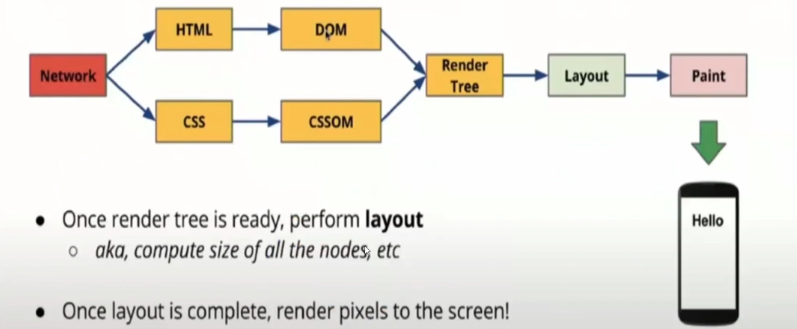 HTML
DOM
Network
Render
Tree
Layout
Paint
CSS
CSSOM
• Once render tree is ready, perform layout
○ aka, compute size of all the nodes, etc
Hello
• Once layout is complete, render pixels to the screen!